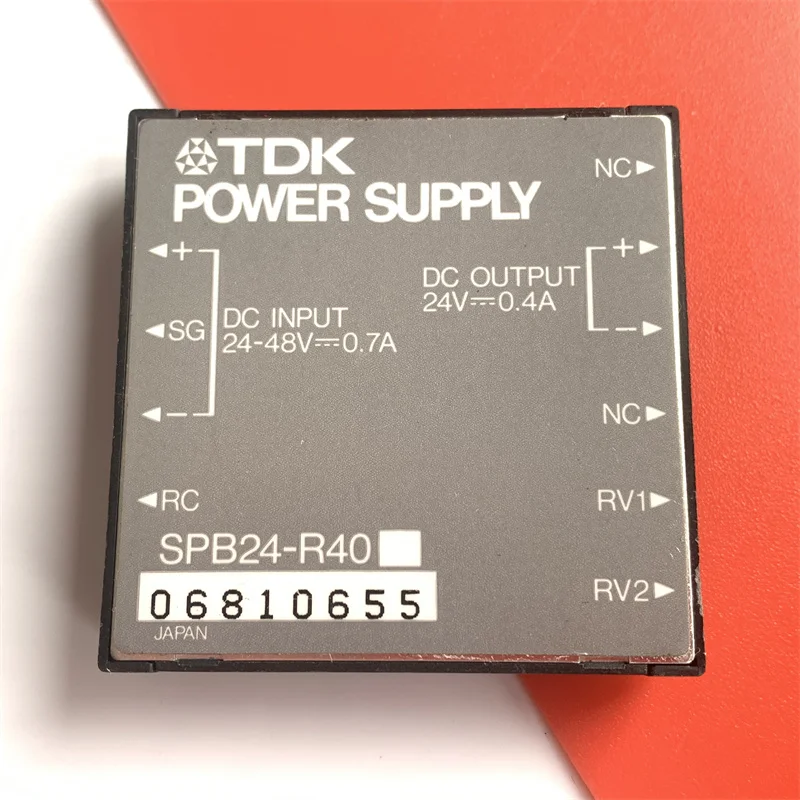 TDK
POWER SUPPLY
NC
+
SG
−
DC INPUT
24-48V⎓0.7A
DC OUTPUT
24V⎓0.4A
+
−
NC
RC
RV1
SPB24-R40
RV2
06810655
JAPAN